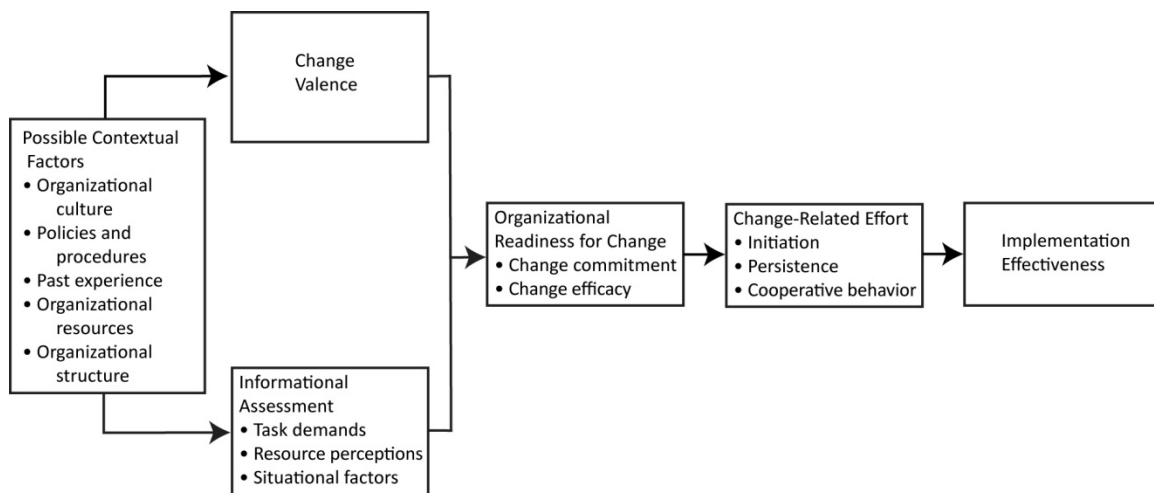 Change
Valence
Possible Contextual
Factors
• Organizational
culture
• Policies and
procedures
• Past experience
• Organizational
resources
• Organizational
structure
Informational
Assessment
• Task demands
• Resource perceptions
• Situational factors
Organizational
Readiness for Change
• Change commitment
• Change efficacy
Change-Related Effort
• Initiation
• Persistence
• Cooperative behavior
Implementation
Effectiveness